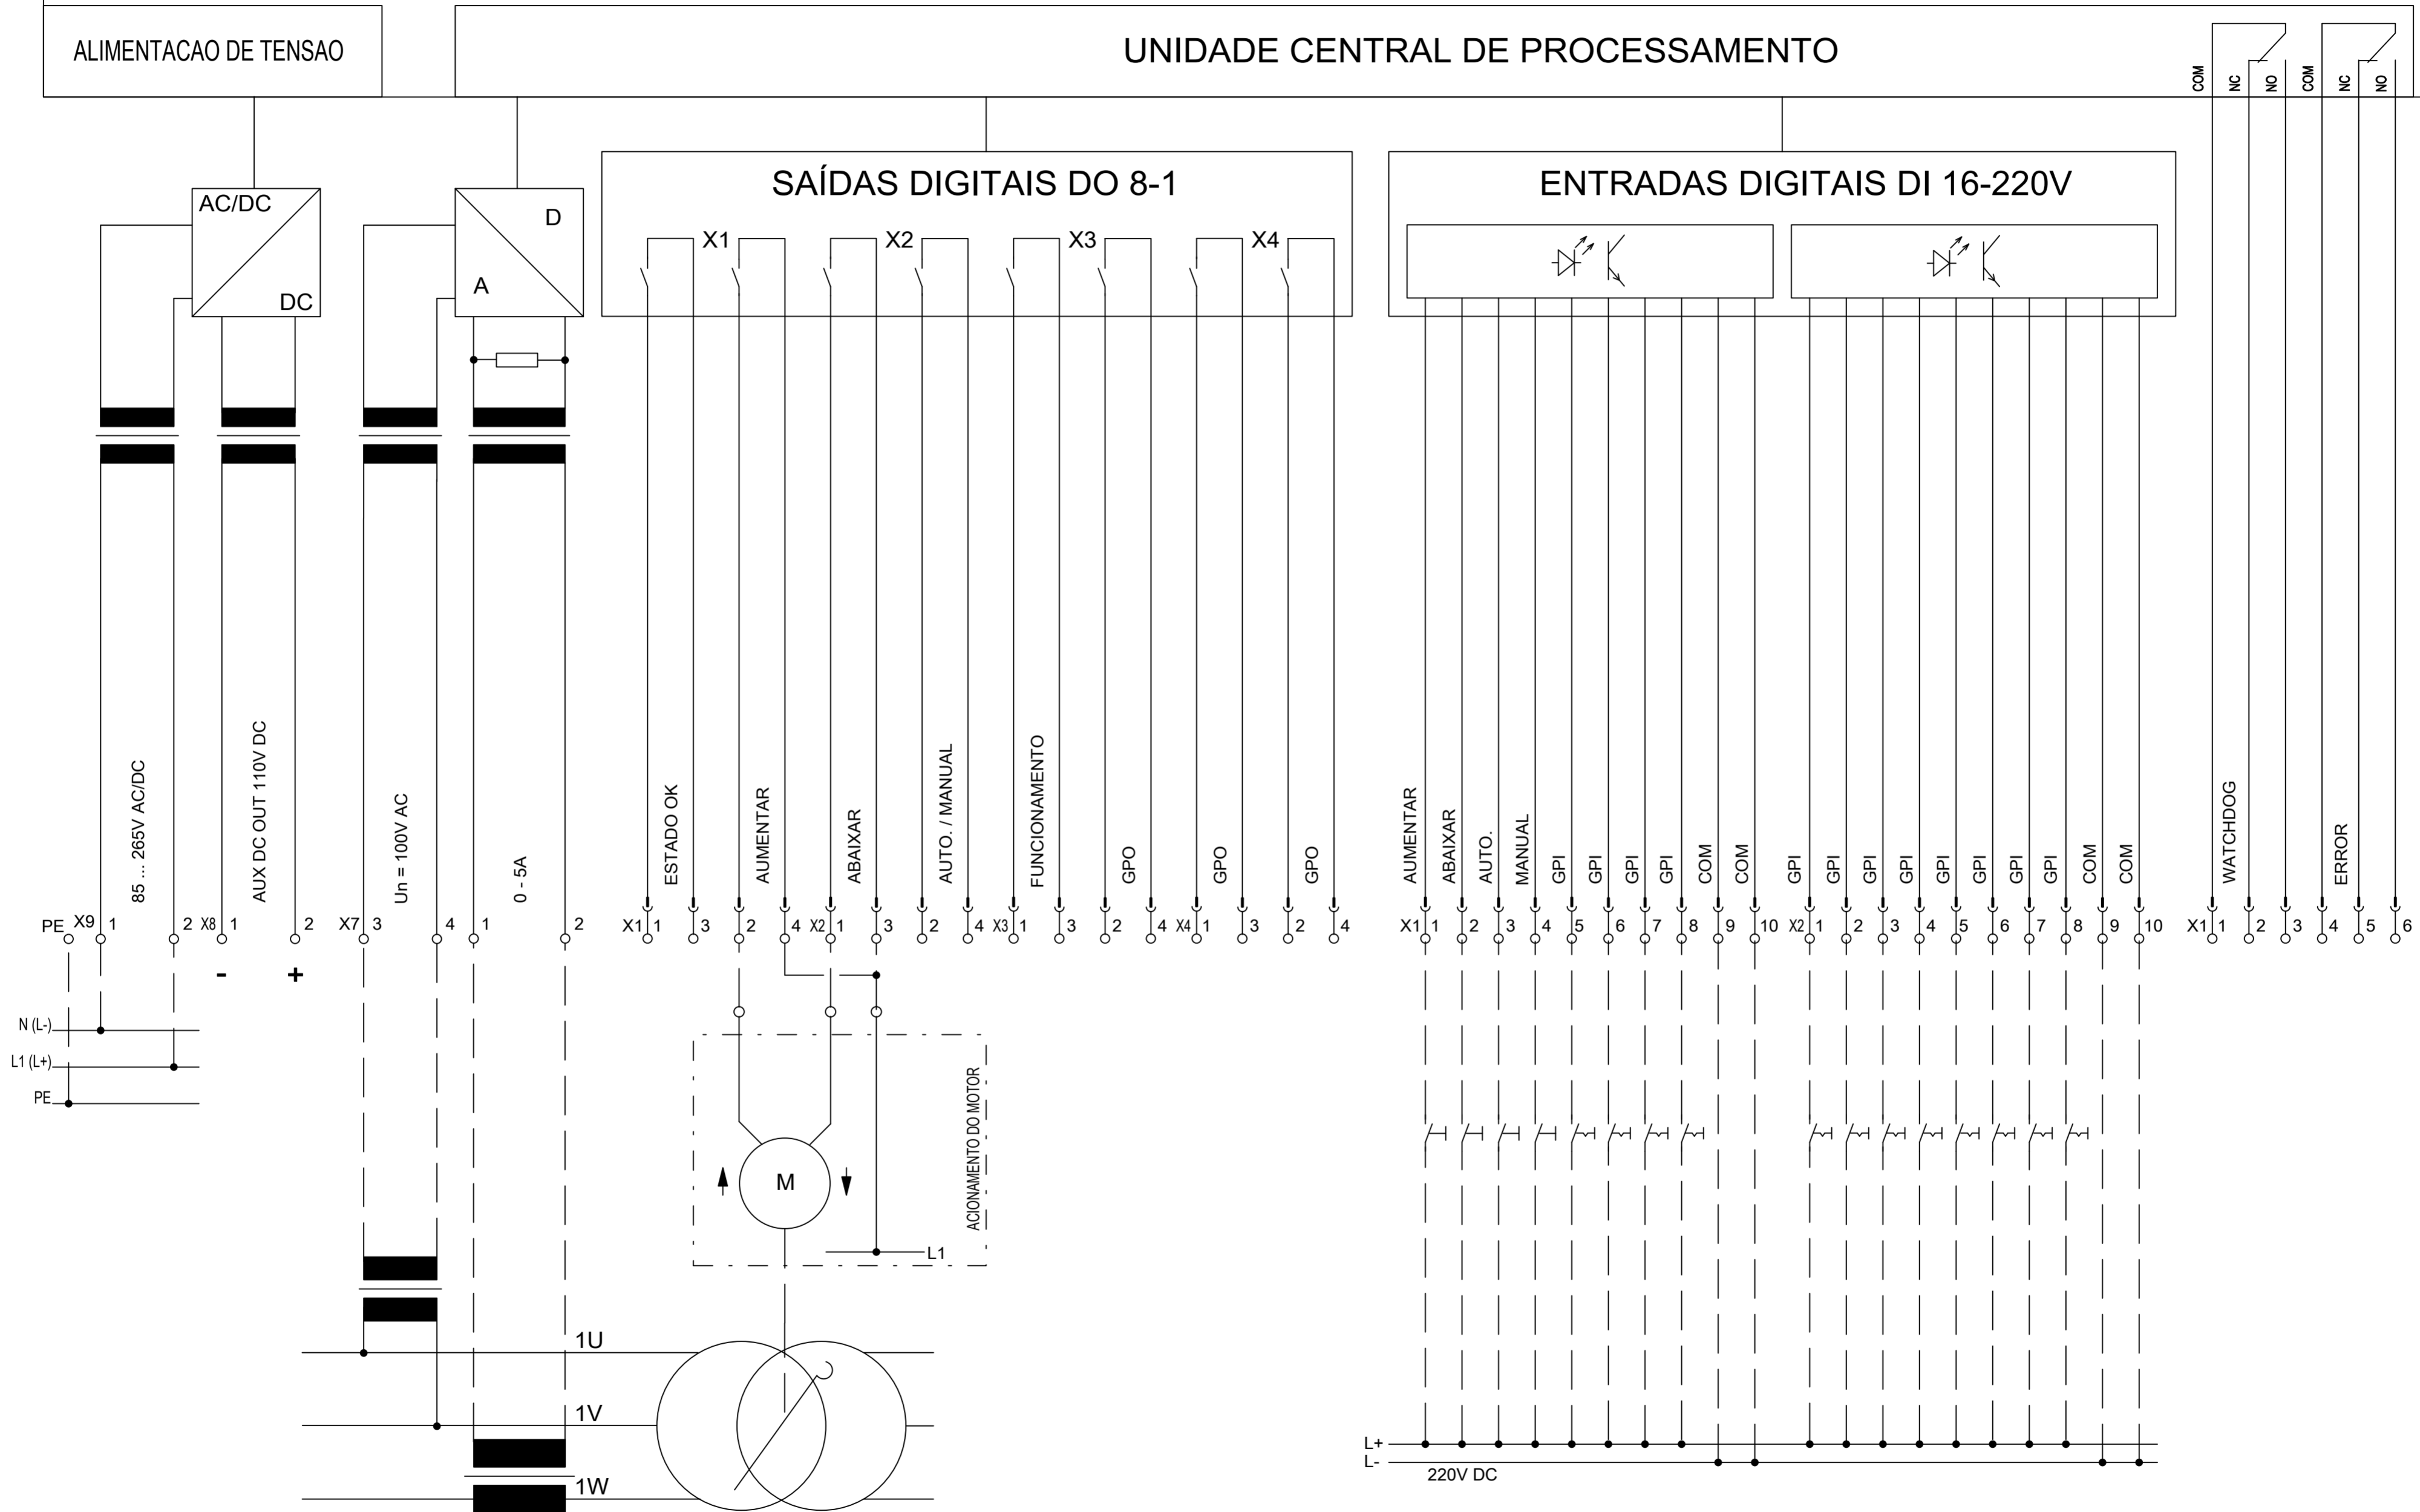 ALIMENTACAO DE TENSAO
UNIDADE CENTRAL DE PROCESSAMENTO
COM NC NO COM NC NO
AC/DC
DC
D
A
SAÍDAS DIGITAIS DO 8-1
X1 X2 X3 X4
ENTRADAS DIGITAIS DI 16-220V
85 ... 265V AC/DC
AUX DC OUT 110V DC
Un = 100V AC
0 - 5A
ESTADO OK
AUMENTAR
ABAIXAR
AUTO. / MANUAL
FUNCIONAMENTO
GPO
GPO
GPO
AUMENTAR
ABAIXAR
AUTO.
MANUAL
GPI
GPI
GPI
GPI
COM
COM
GPI
GPI
GPI
GPI
GPI
GPI
GPI
GPI
COM
COM
WATCHDOG
ERROR
PE X9 1 2 X8 1 2 X7 3 4 1 2 X1 1 3 2 4 X2 1 3 2 4 X3 1 3 2 4 X4 1 3 2 4 X1 1 2 3 4 5 6 7 8 9 10 X2 1 2 3 4 5 6 7 8 9 10 X1 1 2 3 4 5 6
- +
N (L-)
L1 (L+)
PE
ACIONAMENTO DO MOTOR
M
L1
1U
1V
1W
L+
L-
220V DC